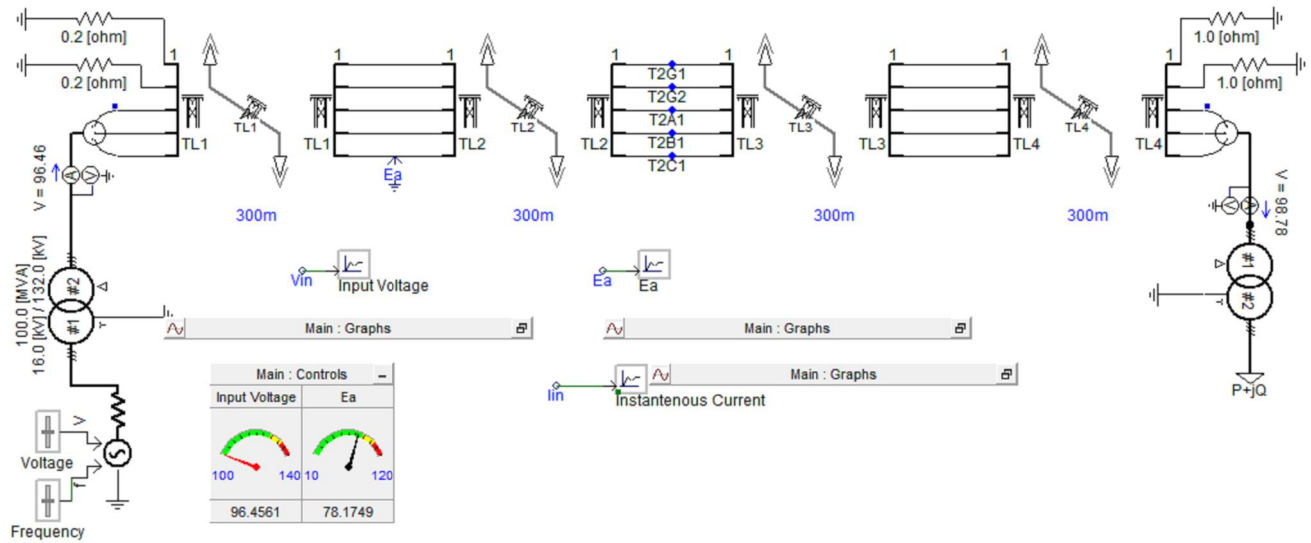 0.2 [ohm]
1 1 1 1 1 1 1 1
1.0 [ohm]
0.2 [ohm]
1.0 [ohm]
T2G1
T2G2
T2A1
T2B1
T2C1
TL1 TL2 TL3 TL4
TL1 TL1 TL2 TL2 TL3 TL3 TL4 TL4
V = 96.46
A V
Ea
V A
V = 98.78
300m 300m 300m 300m
100.0 [MVA]
16.0 [KV] / 132.0 [KV]
#2
#1
#1
#2
Vin
Input Voltage
Ea
Ea
Main : Graphs
Main : Graphs
Iin
Instantenous Current
Main : Graphs
P+jQ
Main : Controls
Input Voltage Ea
100 140 10 120
96.4561 78.1749
V
Voltage
f
Frequency